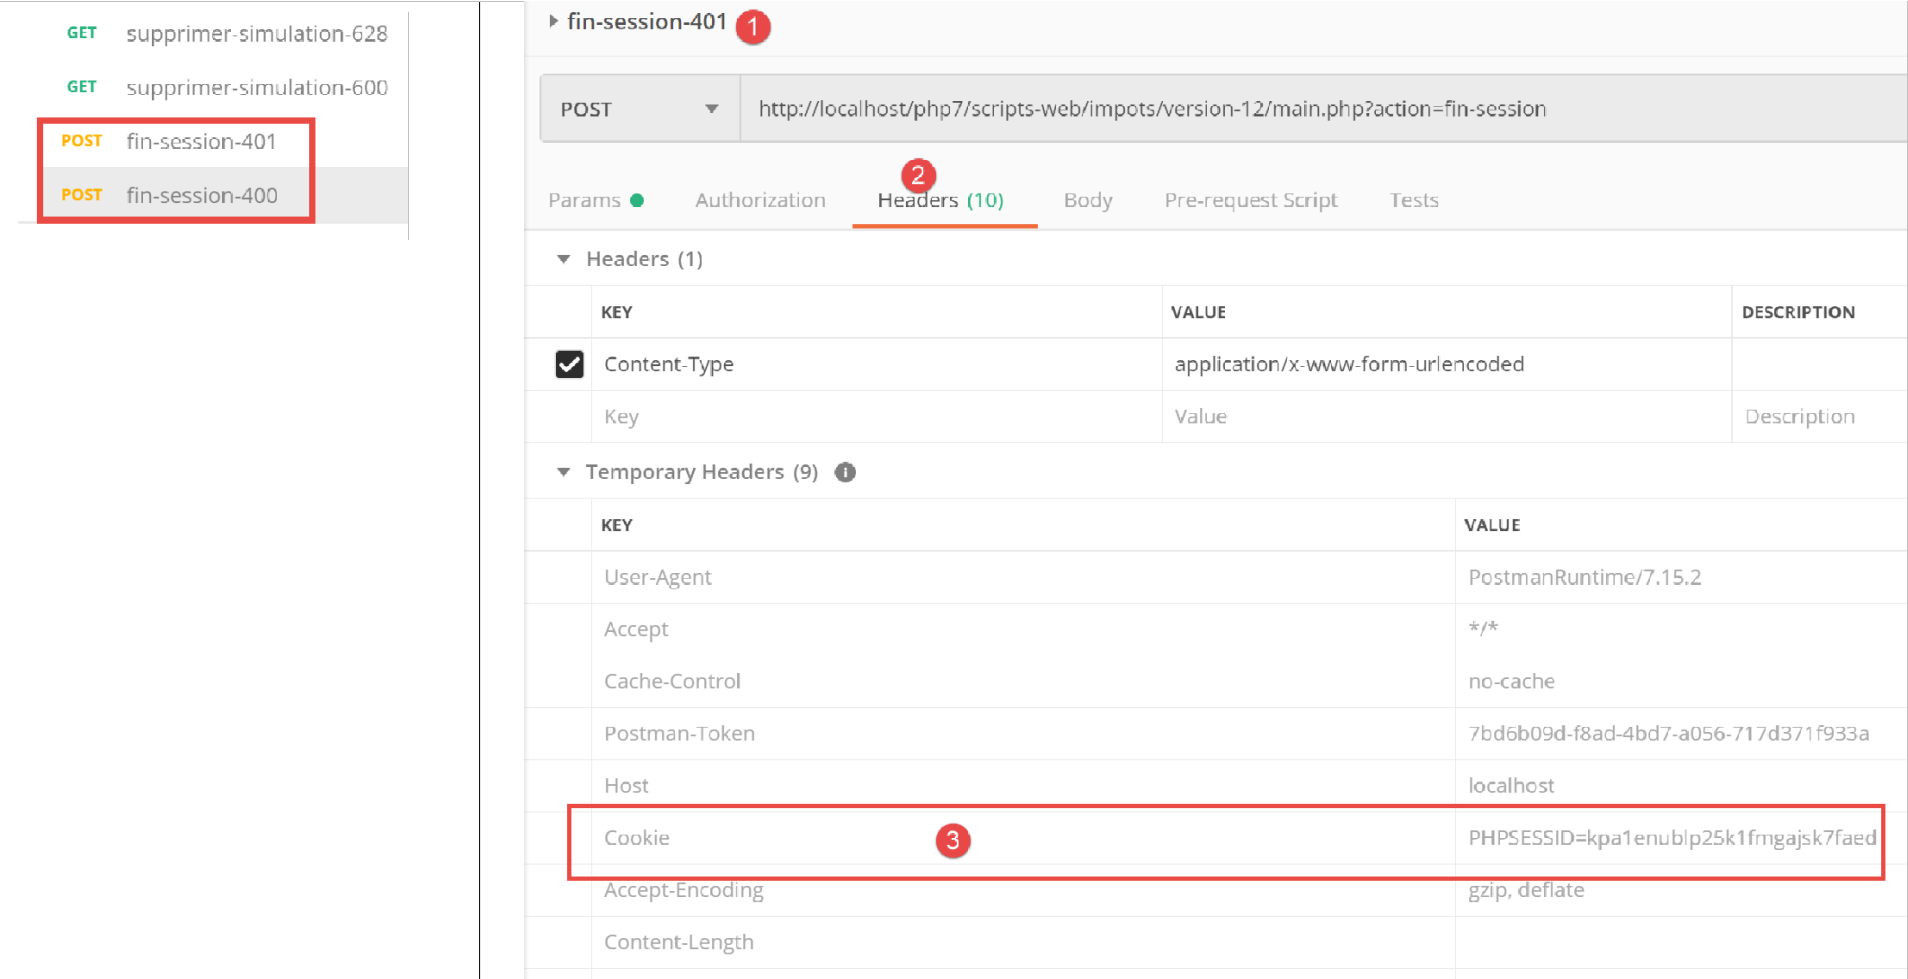 GET supprimer-simulation-628
GET supprimer-simulation-600
POST fin-session-401
POST fin-session-400
fin-session-401 1
POST http://localhost/php7/scripts-web/impots/version-12/main.php?action=fin-session
2
Params Authorization Headers (10) Body Pre-request Script Tests
Headers (1)
KEY VALUE DESCRIPTION
Content-Type application/x-www-form-urlencoded
Key Value Description
Temporary Headers (9) i
KEY VALUE
User-Agent PostmanRuntime/7.15.2
Accept */*
Cache-Control no-cache
Postman-Token 7bd6b09d-f8ad-4bd7-a056-717d371f933a
Host localhost
Cookie 3 PHPSESSID=kpa1enublp25k1fmgajsk7faed
Accept-Encoding gzip, deflate
Content-Length